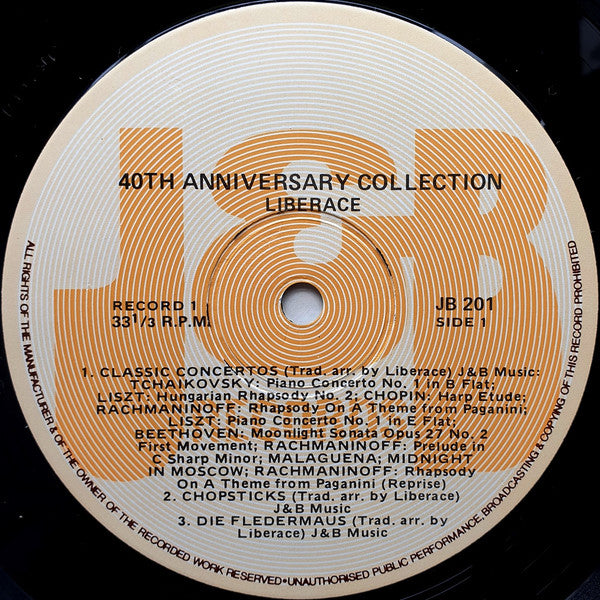 J&B
40TH ANNIVERSARY COLLECTION
LIBERACE
RECORD 1
33 1/3 R.P.M.
JB 201
SIDE 1
1. CLASSIC CONCERTOS (Trad. arr. by Liberace) J&B Music:
TCHAIKOVSKY: Piano Concerto No. 1 in B Flat;
LISZT: Hungarian Rhapsody No. 2; CHOPIN: Harp Etude;
RACHMANINOFF: Rhapsody On A Theme from Paganini;
LISZT: Piano Concerto No. 1 in E Flat;
BEETHOVEN: Moonlight Sonata Opus 27 No. 2
First Movement; RACHMANINOFF: Prelude in
C Sharp Minor; MALAGUENA; MIDNIGHT
IN MOSCOW; RACHMANINOFF: Rhapsody
On A Theme from Paganini (Reprise)
2. CHOPSTICKS (Trad. arr. by Liberace)
J&B Music
3. DIE FLEDERMAUS (Trad. arr. by
Liberace) J&B Music
ALL RIGHTS OF THE MANUFACTURER & OF THE OWNER OF THE RECORDED WORK RESERVED•UNAUTHORISED PUBLIC PERFORMANCE, BROADCASTING & COPYING OF THIS RECORD PROHIBITED